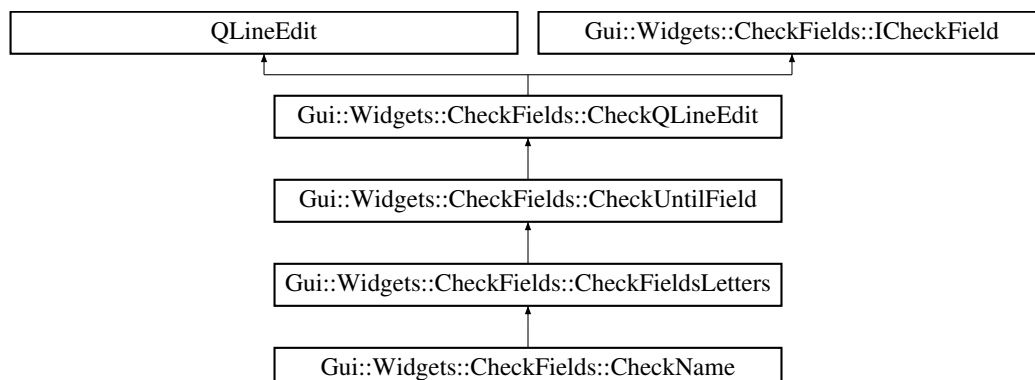 QLineEdit
Gui::Widgets::CheckFields::ICheckField
Gui::Widgets::CheckFields::CheckQLineEdit
Gui::Widgets::CheckFields::CheckUntilField
Gui::Widgets::CheckFields::CheckFieldsLetters
Gui::Widgets::CheckFields::CheckName